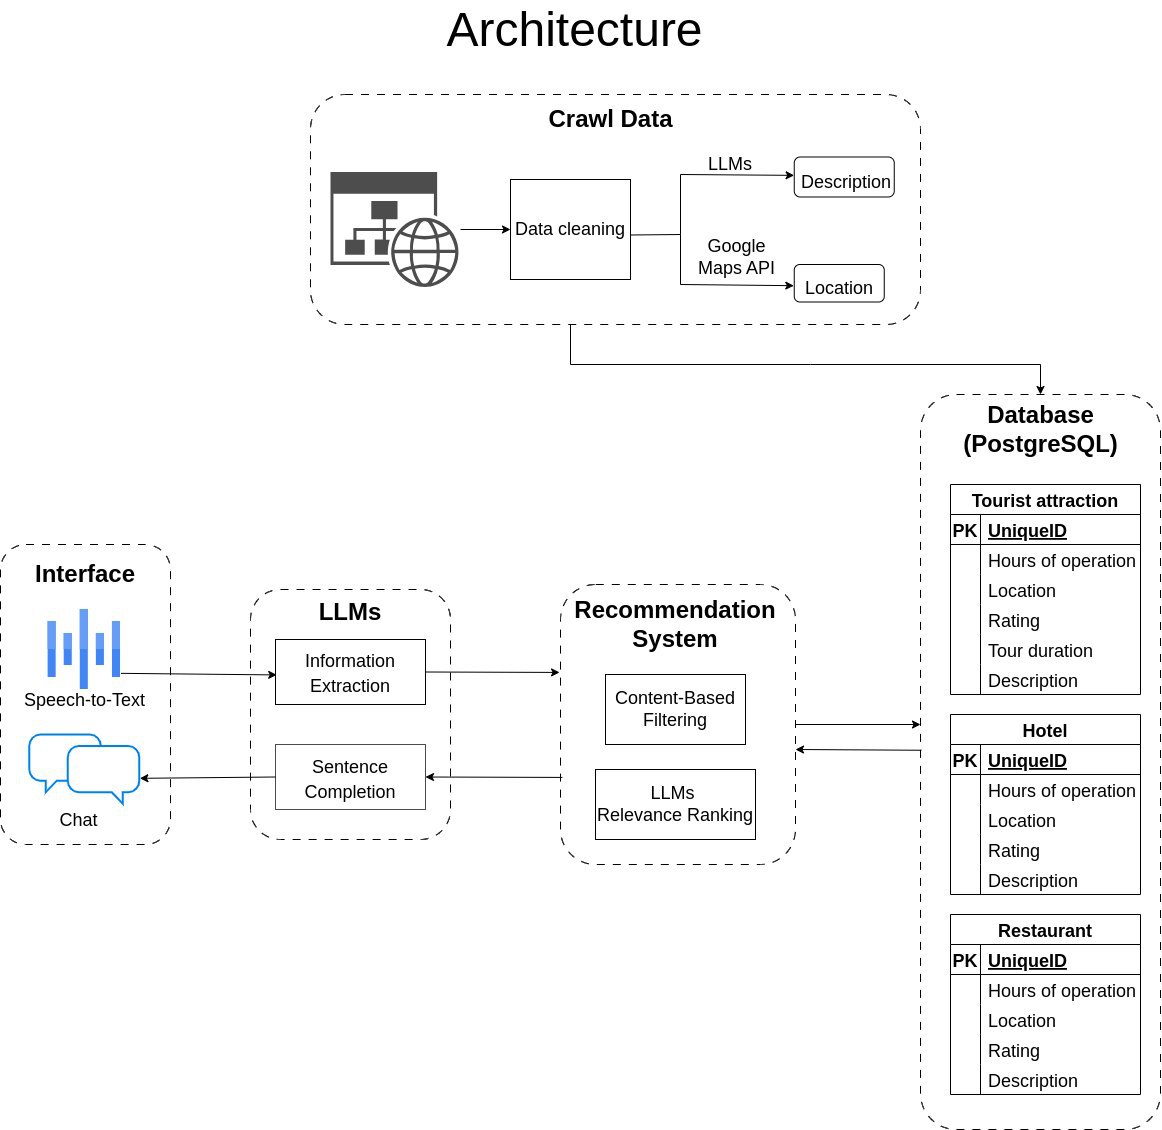 Architecture
Crawl Data
Data cleaning
LLMs
Description
Google
Maps API
Location
Database
(PostgreSQL)
Tourist attraction
PK UniqueID
Hours of operation
Location
Rating
Tour duration
Description
Hotel
PK UniqueID
Hours of operation
Location
Rating
Description
Restaurant
PK UniqueID
Hours of operation
Location
Rating
Description
Interface
Speech-to-Text
Chat
LLMs
Information
Extraction
Sentence
Completion
Recommendation
System
Content-Based
Filtering
LLMs
Relevance Ranking